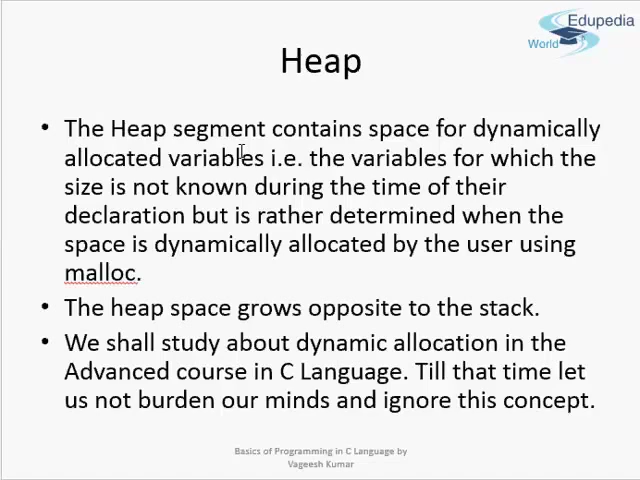 Edupedia
World
Heap
• The Heap segment contains space for dynamically
allocated variables i.e. the variables for which the
size is not known during the time of their
declaration but is rather determined when the
space is dynamically allocated by the user using
malloc.
• The heap space grows opposite to the stack.
• We shall study about dynamic allocation in the
Advanced course in C Language. Till that time let
us not burden our minds and ignore this concept.
Basics of Programming in C Language by
Vageesh Kumar